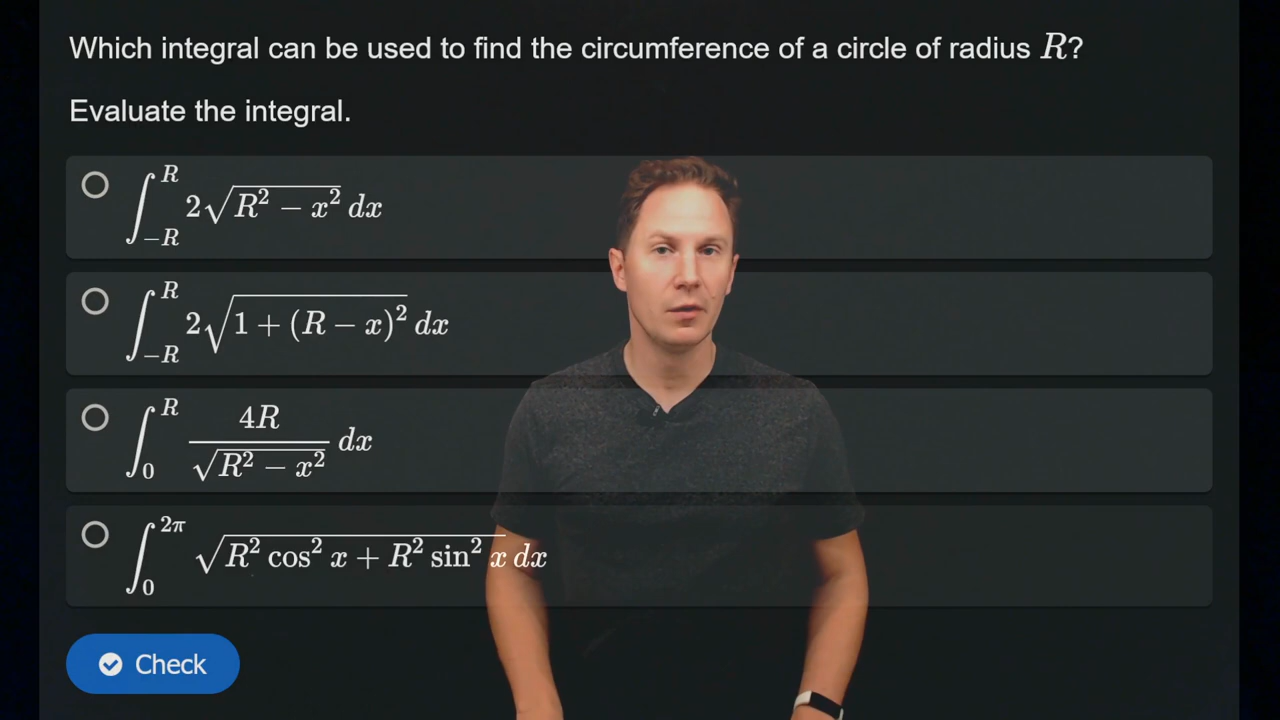 Which integral can be used to find the circumference of a circle of radius R?
Evaluate the integral.
∫_{-R}^{R} 2√(R² − x²) dx
∫_{-R}^{R} 2√(1 + (R − x)²) dx
∫_{0}^{R} 4R/√(R² − x²) dx
∫_{0}^{2π} √(R² cos² x + R² sin² x) dx
Check